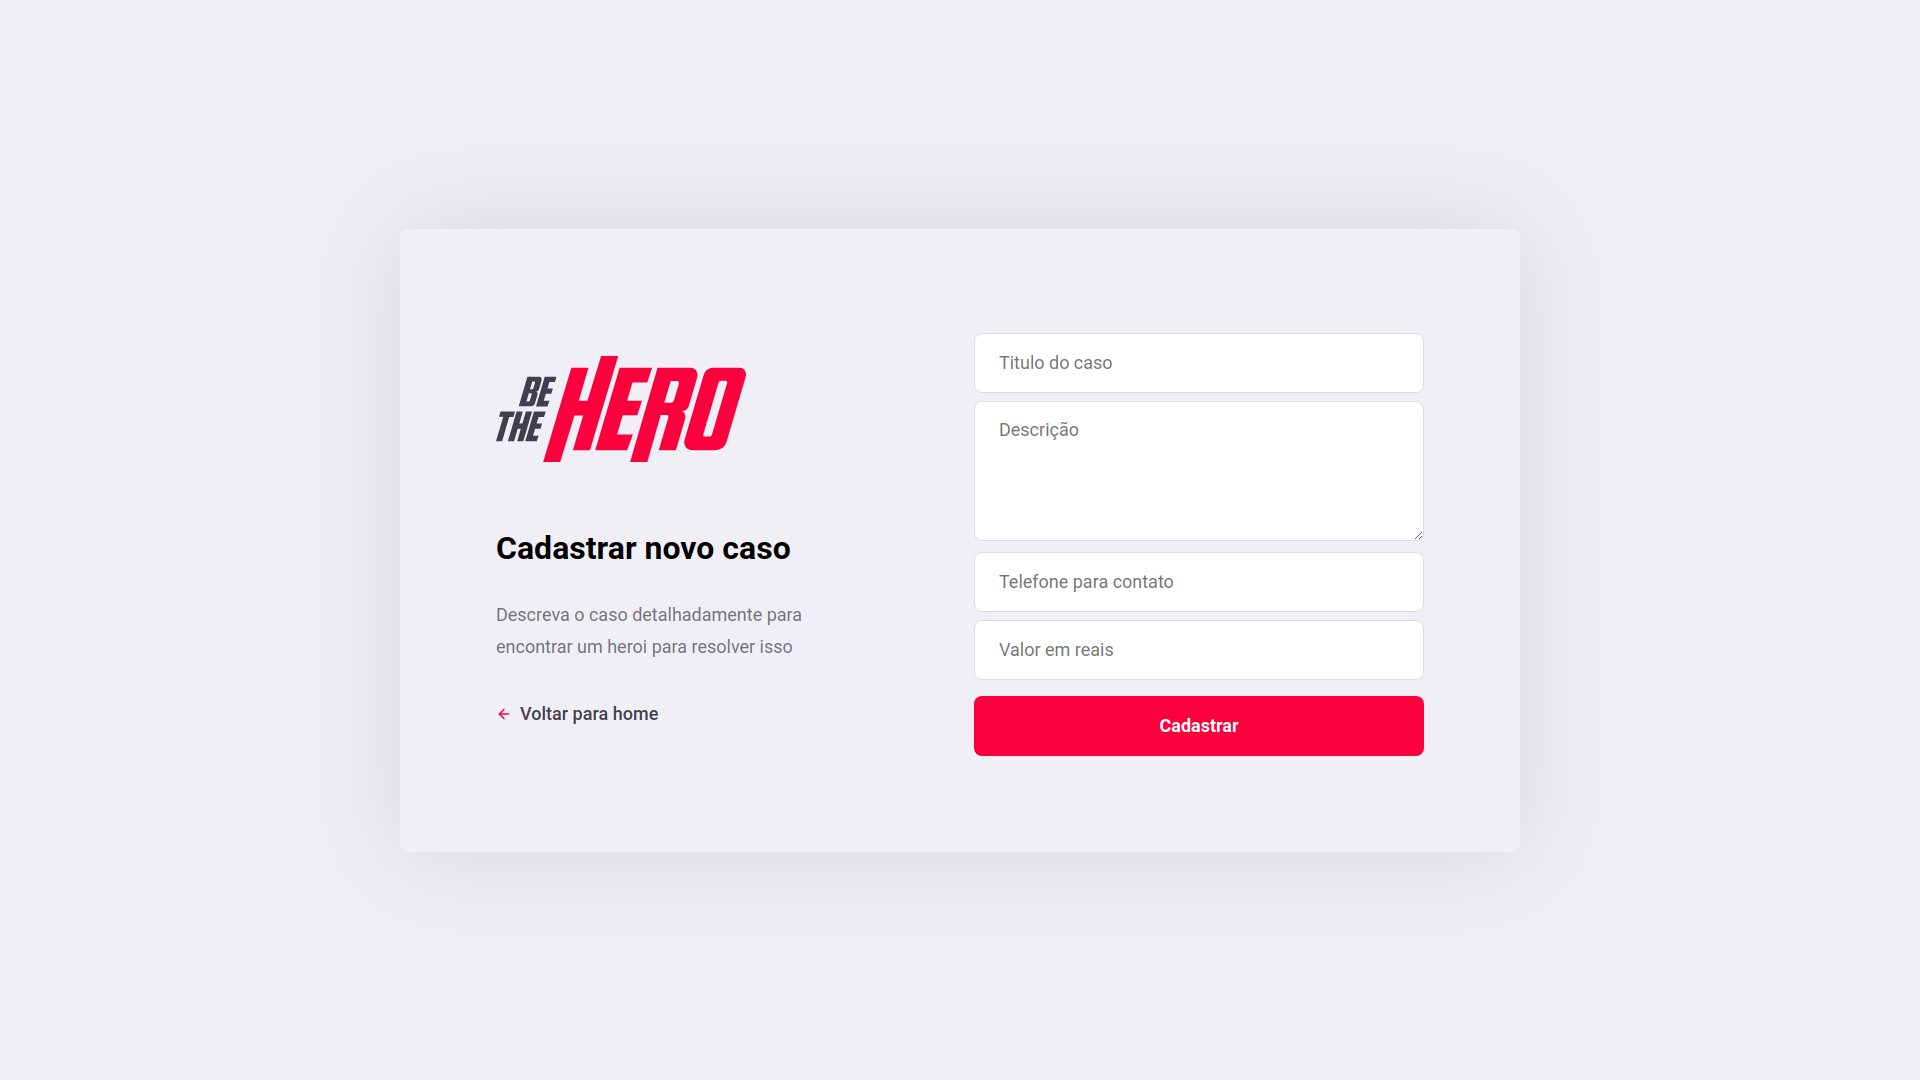 BE
THE
HERO
Cadastrar novo caso
Descreva o caso detalhadamente para
encontrar um heroi para resolver isso
Voltar para home
Titulo do caso
Descrição
Telefone para contato
Valor em reais
Cadastrar